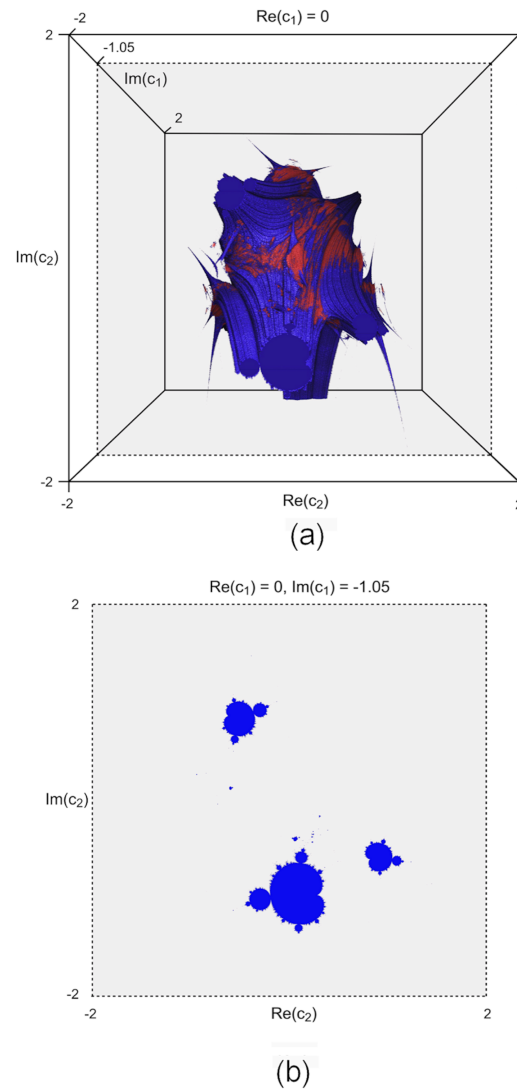 Re(c₁) = 0
-2
2
-1.05
Im(c₁)
2
Im(c₂)
-2
-2
Re(c₂)
2
(a)
Re(c₁) = 0, Im(c₁) = -1.05
2
Im(c₂)
-2
-2
Re(c₂)
2
(b)